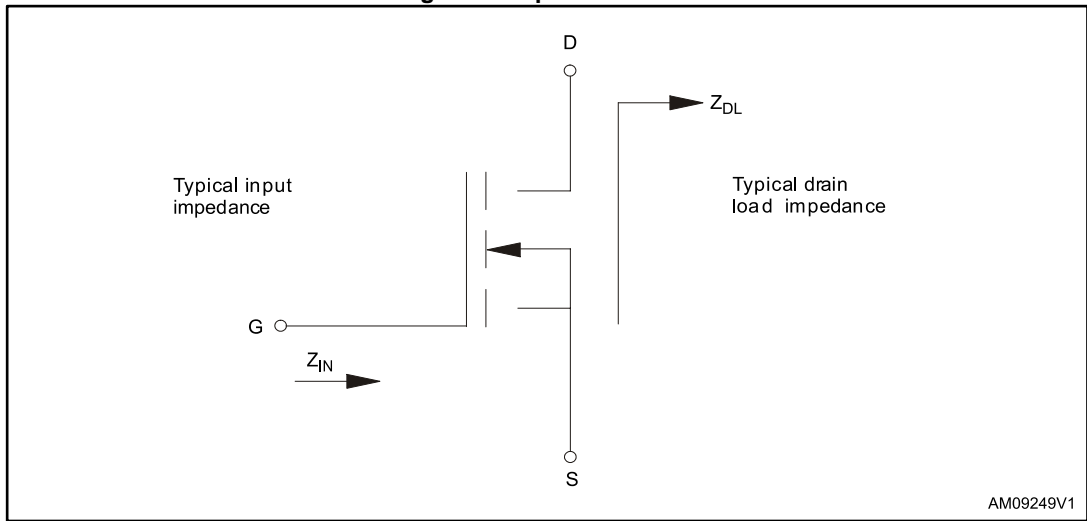 D
Z_DL
Typical input
impedance
Typical drain
load impedance
G
Z_IN
S
AM09249V1